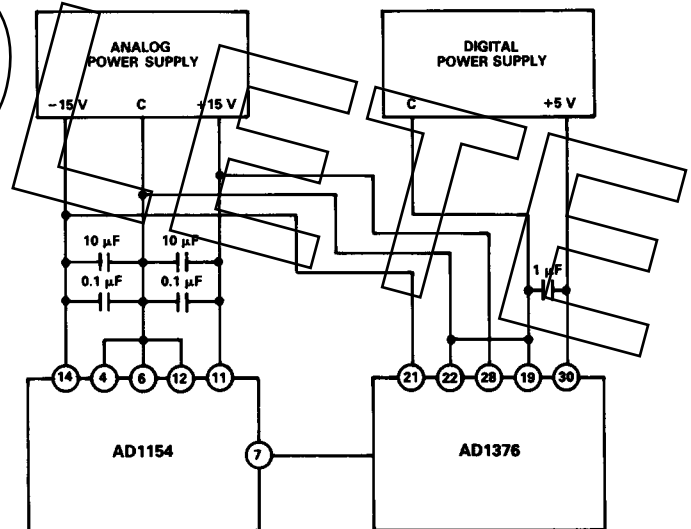 ANALOG
POWER SUPPLY
−15 V C +15 V
DIGITAL
POWER SUPPLY
C +5 V
10 µF 10 µF
0.1 µF 0.1 µF
1 µF
14 4 6 12 11
21 22 28 19 30
AD1154
7
AD1376
LETE